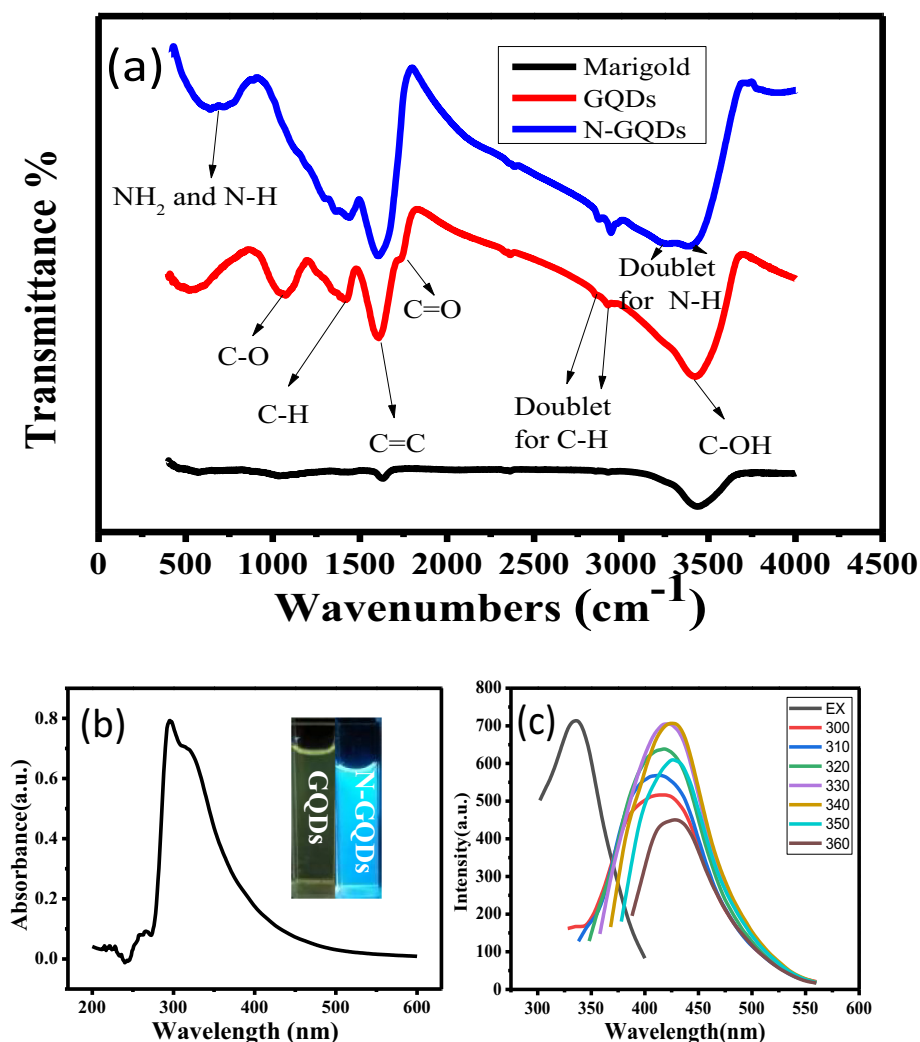 (a)
Marigold
GQDs
N-GQDs
NH₂ and N-H
C-O
C-H
C=C
C=O
Doublet
for C-H
Doublet
for N-H
C-OH
Transmittance %
0 500 1000 1500 2000 2500 3000 3500 4000 4500
Wavenumbers (cm⁻¹)
(b)
0.8
0.6
0.4
0.2
0.0
Absorbance(a.u.)
GQDs
N-GQDs
200 300 400 500 600
Wavelength (nm)
(c)
800
700
600
500
400
300
200
100
0
Intensity(a.u.)
EX
300
310
320
330
340
350
360
300 350 400 450 500 550 600
Wavelength(nm)